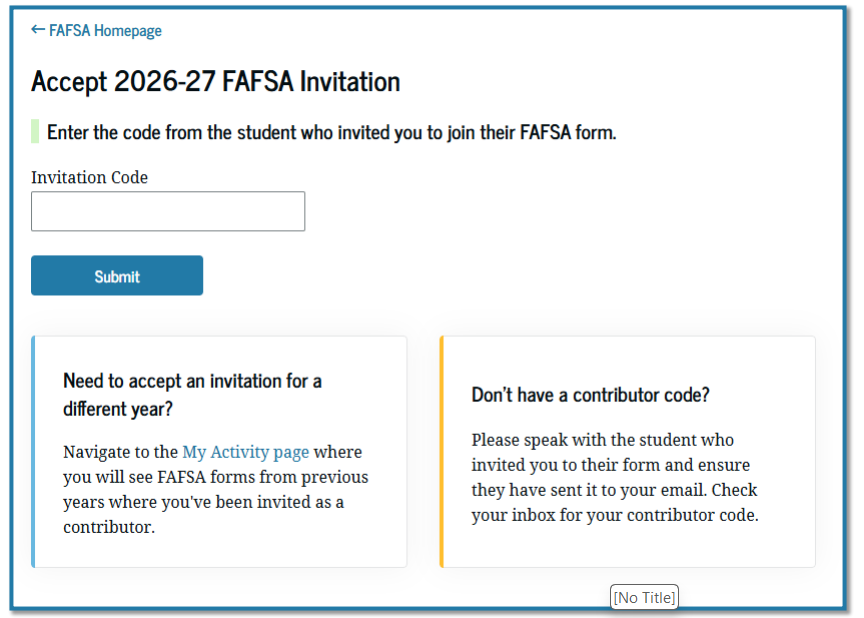 ← FAFSA Homepage
Accept 2026-27 FAFSA Invitation
Enter the code from the student who invited you to join their FAFSA form.
Invitation Code
Submit
Need to accept an invitation for a
different year?
Navigate to the My Activity page where
you will see FAFSA forms from previous
years where you've been invited as a
contributor.
Don't have a contributor code?
Please speak with the student who
invited you to their form and ensure
they have sent it to your email. Check
your inbox for your contributor code.
[No Title]